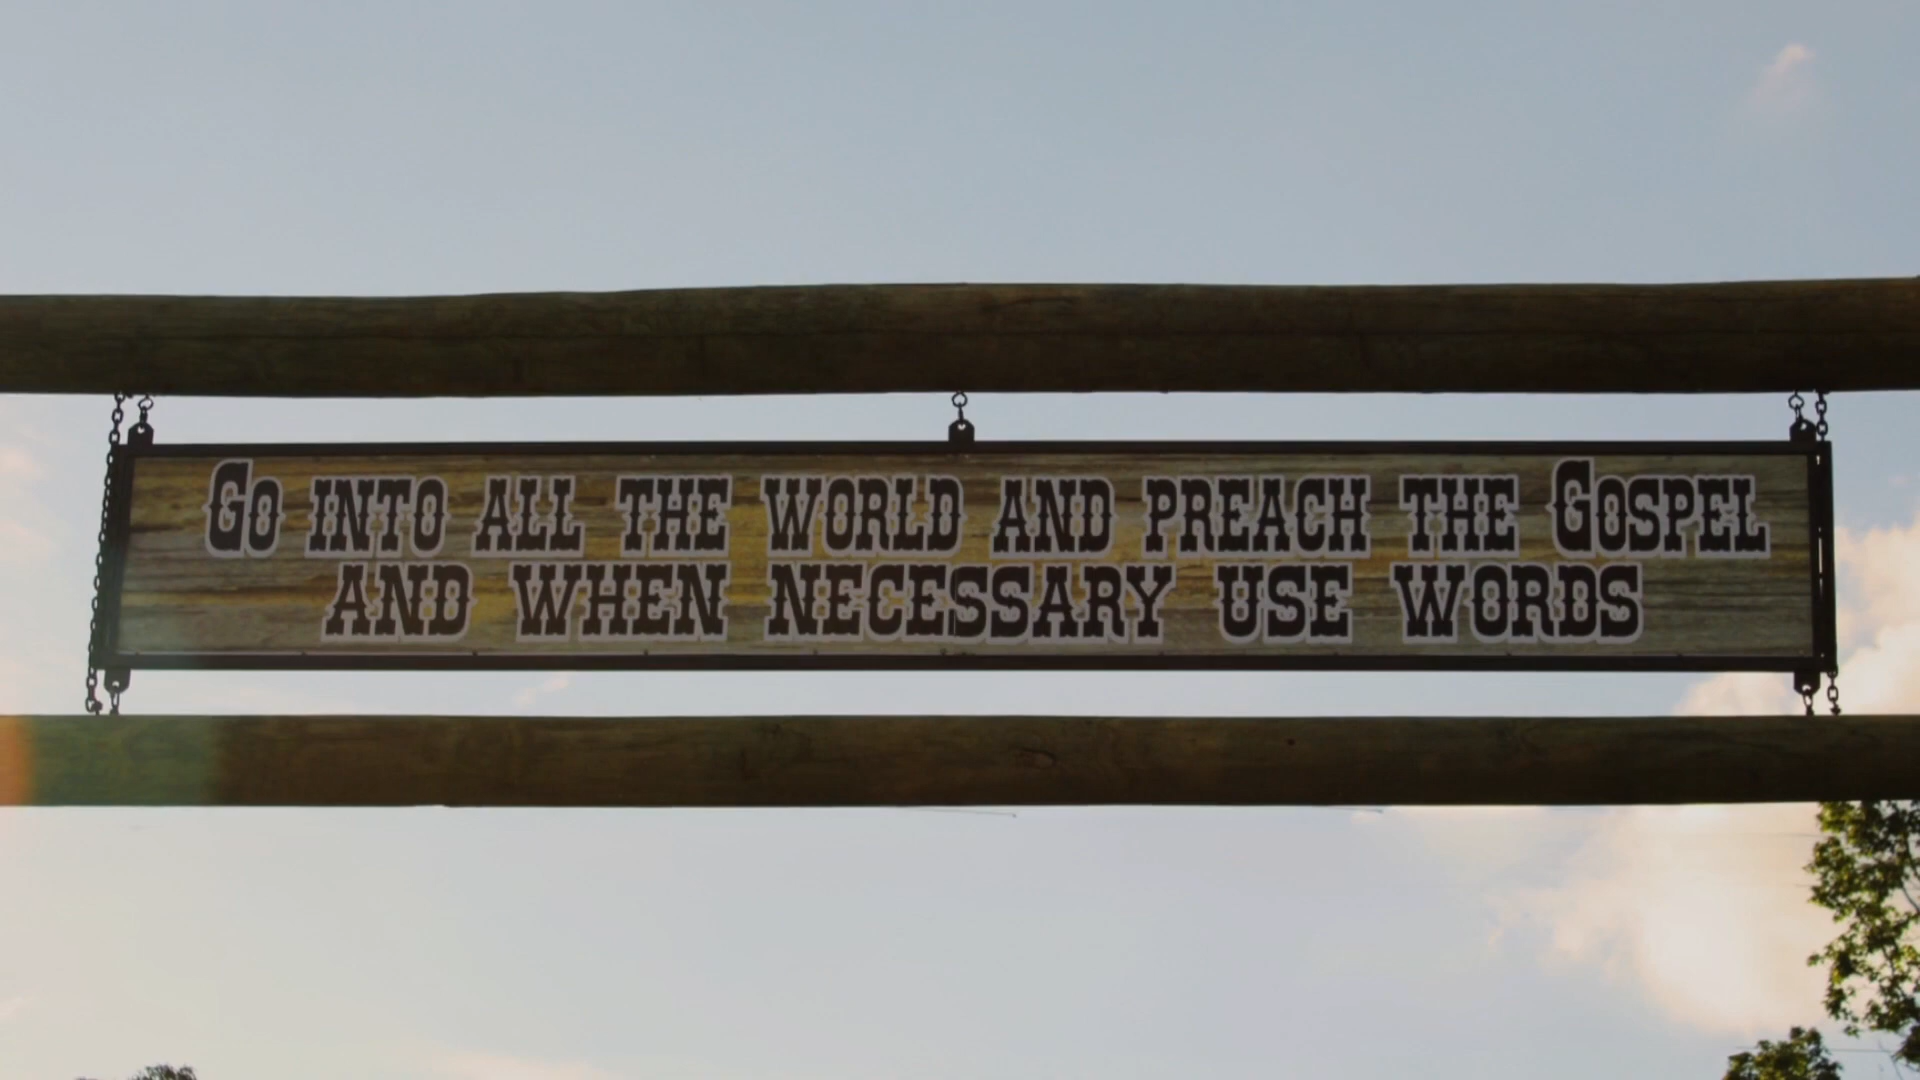 Go into all the world and preach the Gospel
and when necessary use words